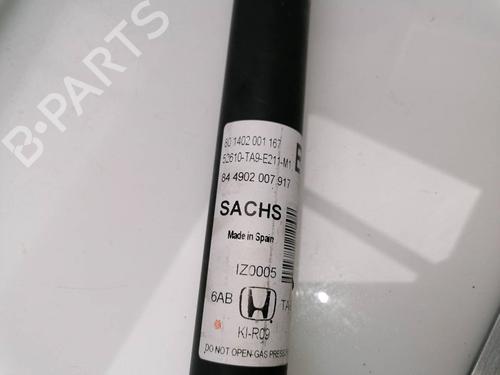 B-PARTS
80 1402 001 167
52610-TA9-E211-M1
84 4902 007 917
SACHS
Made in Spain
IZ0005
6AB
KI-R09
DO NOT OPEN-GAS